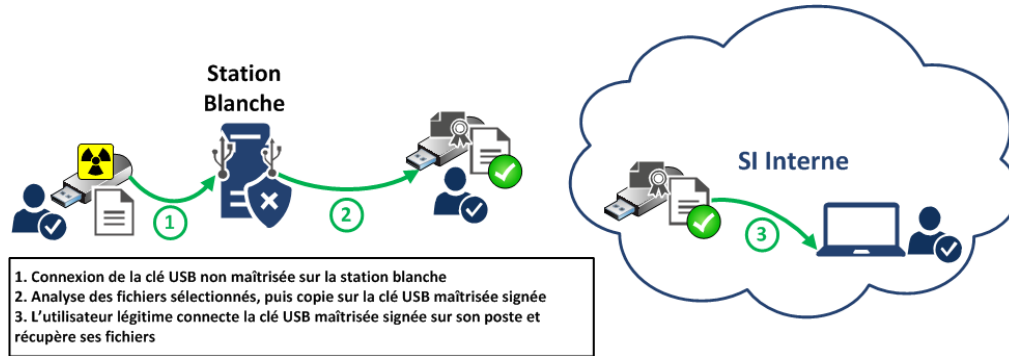 Station
Blanche
SI Interne
1
2
3
1. Connexion de la clé USB non maîtrisée sur la station blanche
2. Analyse des fichiers sélectionnés, puis copie sur la clé USB maîtrisée signée
3. L'utilisateur légitime connecte la clé USB maîtrisée signée sur son poste et
récupère ses fichiers